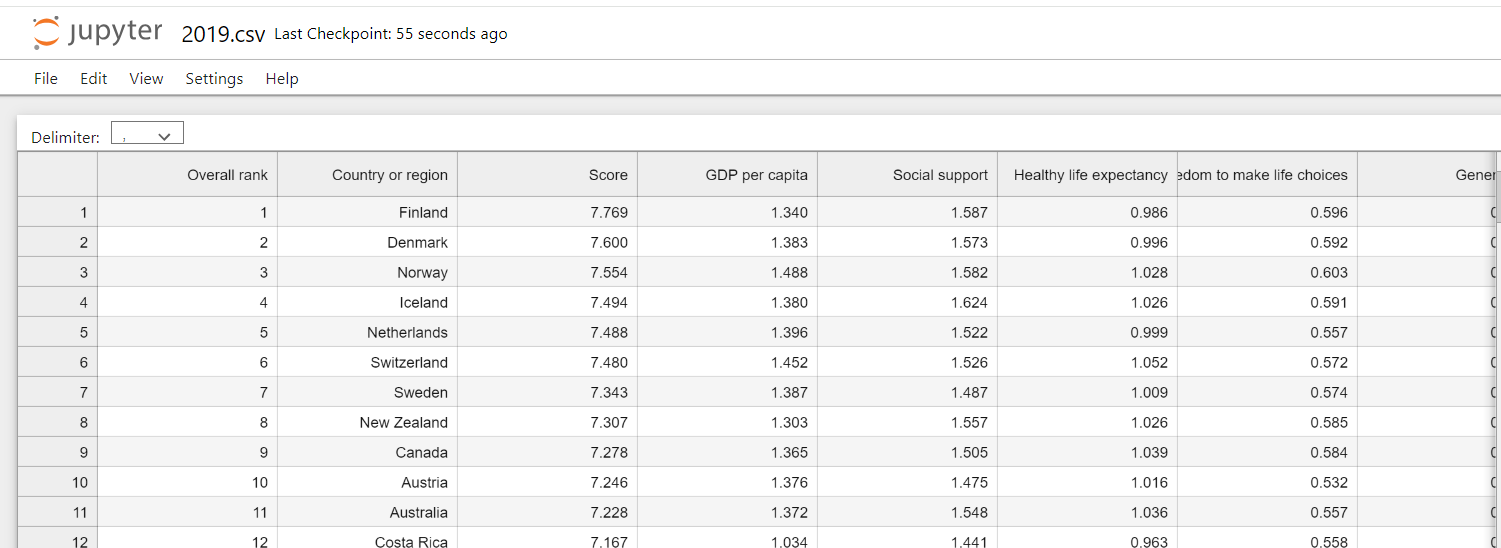 jupyter 2019.csv Last Checkpoint: 55 seconds ago
File Edit View Settings Help
Delimiter: ,
Overall rank Country or region Score GDP per capita Social support Healthy life expectancy edom to make life choices Gener
1 1 Finland 7.769 1.340 1.587 0.986 0.596
2 2 Denmark 7.600 1.383 1.573 0.996 0.592
3 3 Norway 7.554 1.488 1.582 1.028 0.603
4 4 Iceland 7.494 1.380 1.624 1.026 0.591
5 5 Netherlands 7.488 1.396 1.522 0.999 0.557
6 6 Switzerland 7.480 1.452 1.526 1.052 0.572
7 7 Sweden 7.343 1.387 1.487 1.009 0.574
8 8 New Zealand 7.307 1.303 1.557 1.026 0.585
9 9 Canada 7.278 1.365 1.505 1.039 0.584
10 10 Austria 7.246 1.376 1.475 1.016 0.532
11 11 Australia 7.228 1.372 1.548 1.036 0.557
12 12 Costa Rica 7.167 1.034 1.441 0.963 0.558